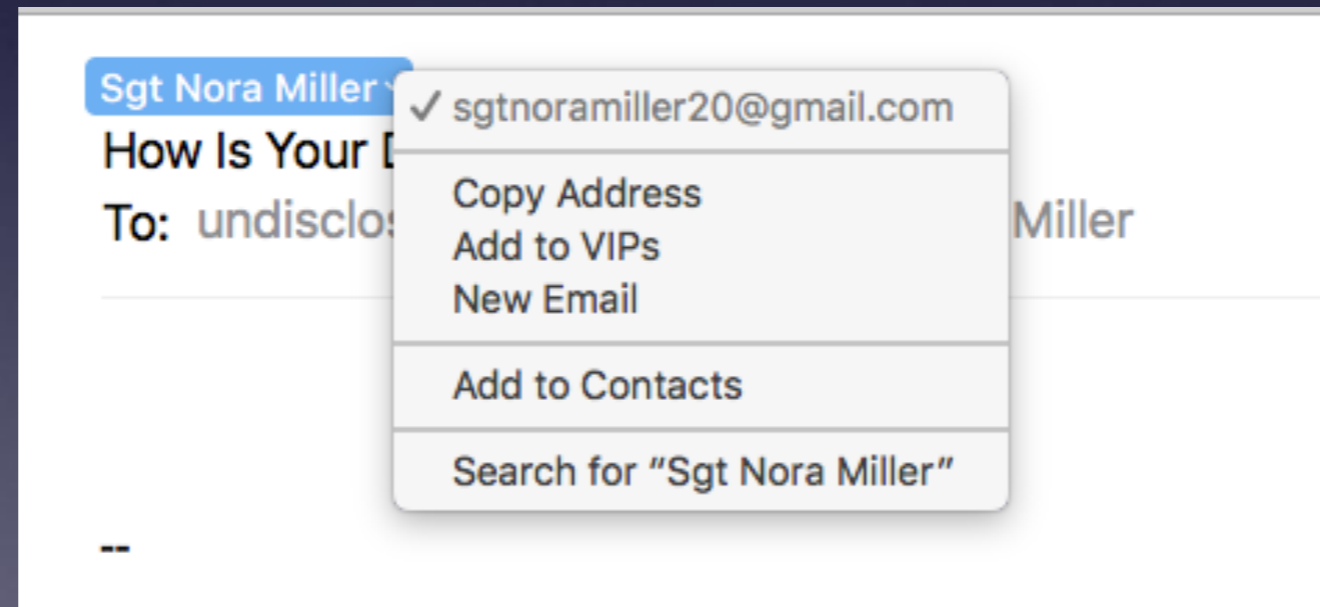 Sgt Nora Miller
sgtnoramiller20@gmail.com
How Is Your
Copy Address
To: Miller
Add to VIPs
New Email
Add to Contacts
Search for "Sgt Nora Miller"
--